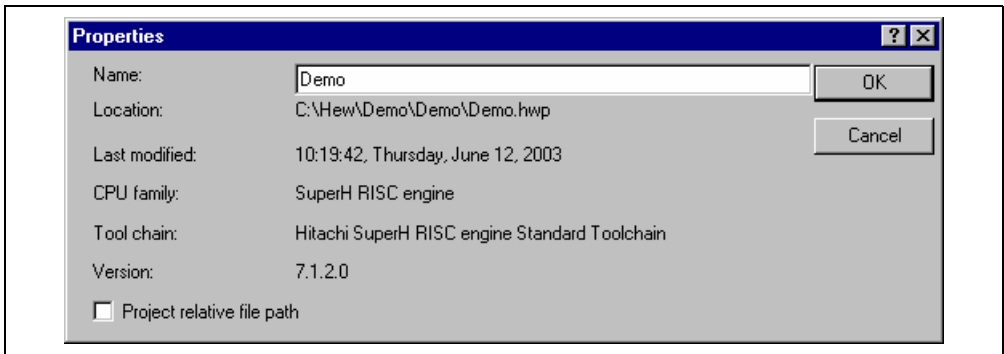 Properties
Name: Demo
OK
Location: C:\Hew\Demo\Demo\Demo.hwp
Cancel
Last modified: 10:19:42, Thursday, June 12, 2003
CPU family: SuperH RISC engine
Tool chain: Hitachi SuperH RISC engine Standard Toolchain
Version: 7.1.2.0
Project relative file path